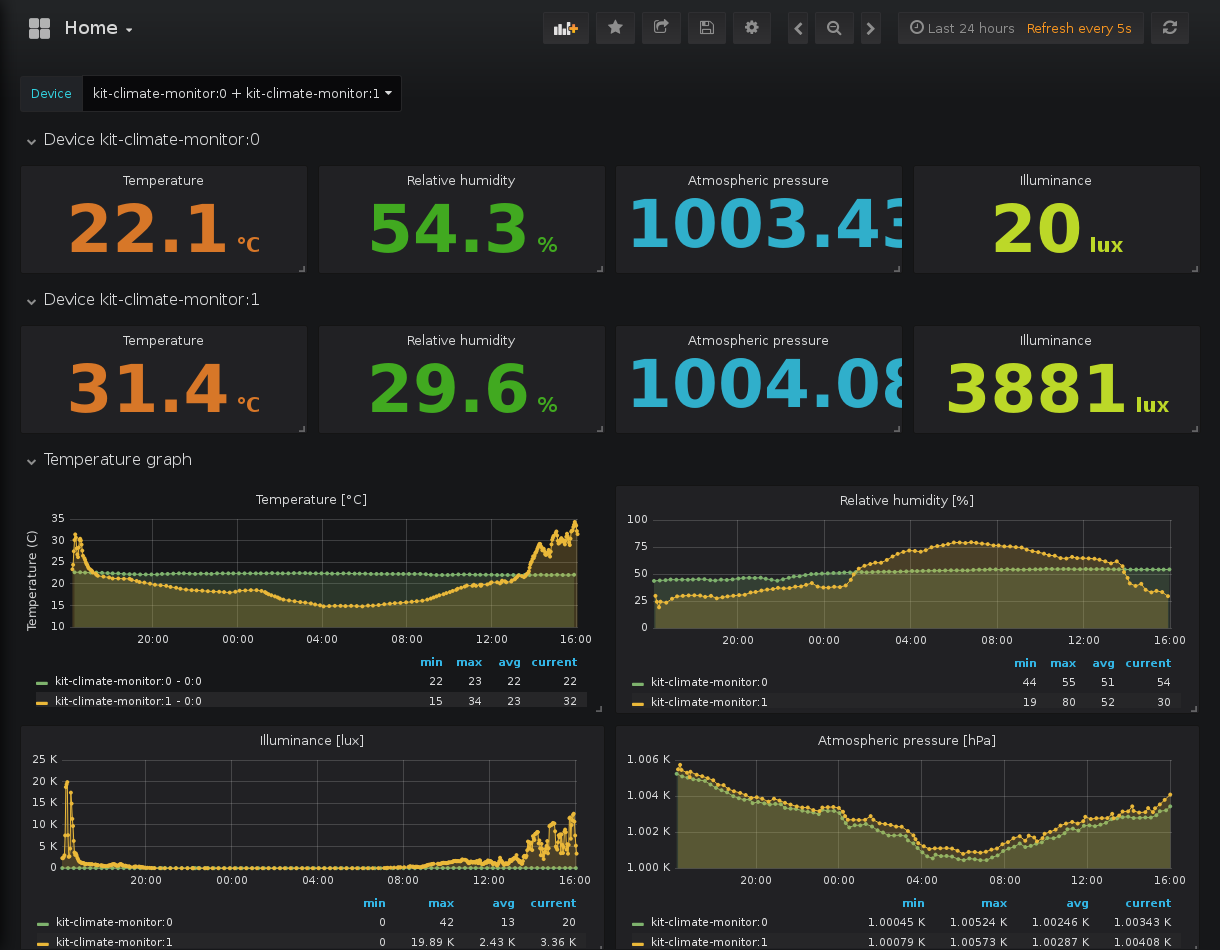 Home
Last 24 hours Refresh every 5s
Device kit-climate-monitor:0 + kit-climate-monitor:1
Device kit-climate-monitor:0
Temperature Relative humidity Atmospheric pressure Illuminance
22.1 °C 54.3 % 1003.43 20 lux
Device kit-climate-monitor:1
Temperature Relative humidity Atmospheric pressure Illuminance
31.4 °C 29.6 % 1004.08 3881 lux
Temperature graph
Temperature [°C]
Temperature (C)
35
30
25
20
15
10
20:00 00:00 04:00 08:00 12:00 16:00
min max avg current
kit-climate-monitor:0 - 0:0 22 23 22 22
kit-climate-monitor:1 - 0:0 15 34 23 32
Relative humidity [%]
100
75
50
25
0
20:00 00:00 04:00 08:00 12:00 16:00
min max avg current
kit-climate-monitor:0 44 55 51 54
kit-climate-monitor:1 19 80 52 30
Illuminance [lux]
25 K
20 K
15 K
10 K
5 K
0
20:00 00:00 04:00 08:00 12:00 16:00
min max avg current
kit-climate-monitor:0 0 42 13 20
kit-climate-monitor:1 0 19.89 K 2.43 K 3.36 K
Atmospheric pressure [hPa]
1.006 K
1.004 K
1.002 K
1.000 K
20:00 00:00 04:00 08:00 12:00 16:00
min max avg current
kit-climate-monitor:0 1.00045 K 1.00524 K 1.00246 K 1.00343 K
kit-climate-monitor:1 1.00079 K 1.00573 K 1.00287 K 1.00408 K